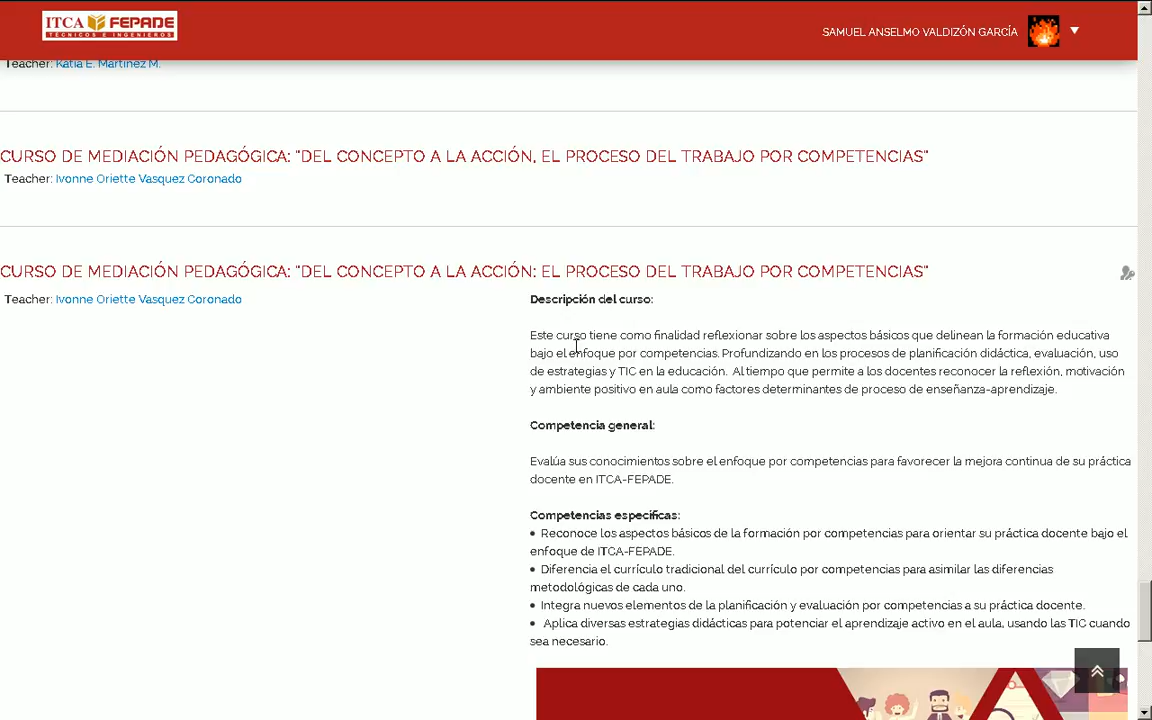 ITCA FEPADE
TÉCNICOS E INGENIEROS
SAMUEL ANSELMO VALDIZÓN GARCÍA
Teacher: Katia E. Martínez M.
CURSO DE MEDIACIÓN PEDAGÓGICA: "DEL CONCEPTO A LA ACCIÓN, EL PROCESO DEL TRABAJO POR COMPETENCIAS"
Teacher: Ivonne Oriette Vasquez Coronado
CURSO DE MEDIACIÓN PEDAGÓGICA: "DEL CONCEPTO A LA ACCIÓN: EL PROCESO DEL TRABAJO POR COMPETENCIAS"
Teacher: Ivonne Oriette Vasquez Coronado
Descripción del curso:
Este curso tiene como finalidad reflexionar sobre los aspectos básicos que delinean la formación educativa
bajo el enfoque por competencias. Profundizando en los procesos de planificación didáctica, evaluación, uso
de estrategias y TIC en la educación. Al tiempo que permite a los docentes reconocer la reflexión, motivación
y ambiente positivo en aula como factores determinantes de proceso de enseñanza-aprendizaje.
Competencia general:
Evalúa sus conocimientos sobre el enfoque por competencias para favorecer la mejora continua de su práctica
docente en ITCA-FEPADE.
Competencias especificas:
• Reconoce los aspectos básicos de la formación por competencias para orientar su práctica docente bajo el
enfoque de ITCA-FEPADE.
• Diferencia el currículo tradicional del currículo por competencias para asimilar las diferencias
metodológicas de cada uno.
• Integra nuevos elementos de la planificación y evaluación por competencias a su práctica docente.
• Aplica diversas estrategias didácticas para potenciar el aprendizaje activo en el aula, usando las TIC cuando
sea necesario.